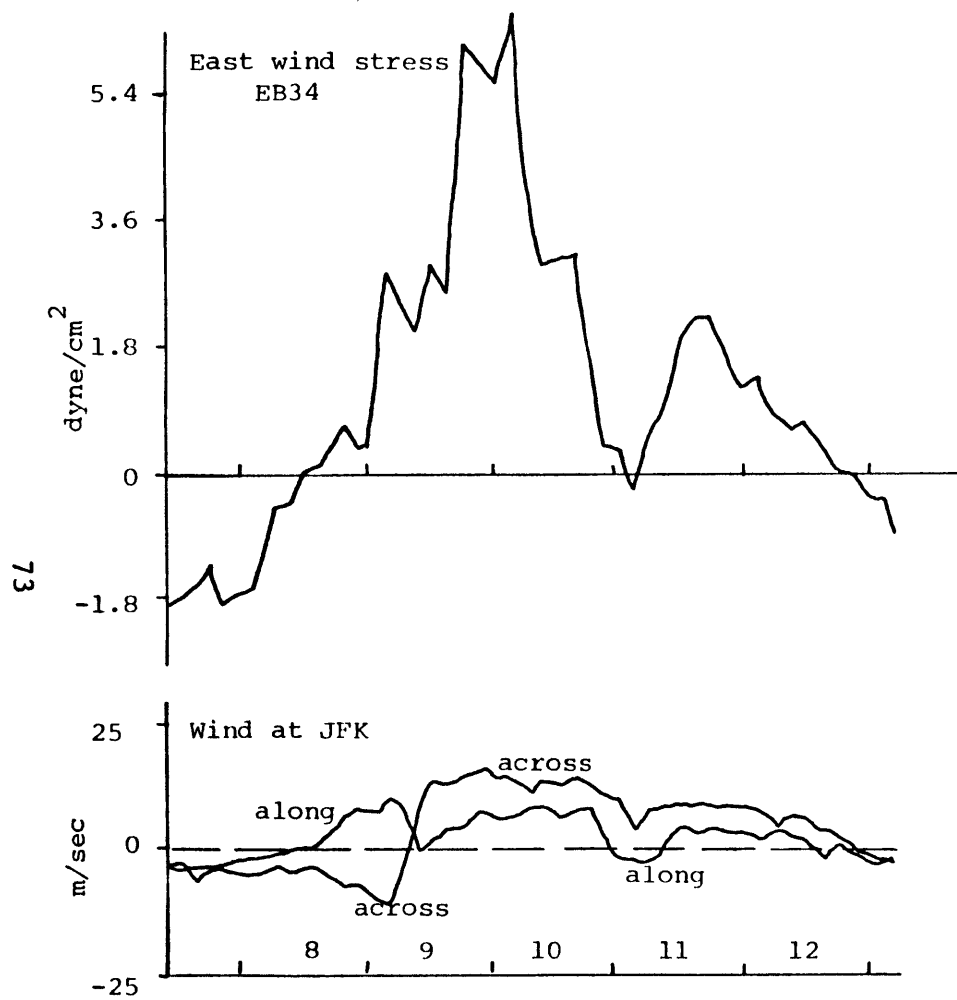 East wind stress
EB34
5.4
3.6
1.8
0
-1.8
dyne/cm²
73
Wind at JFK
25
0
-25
m/sec
along
across
across
along
8 9 10 11 12